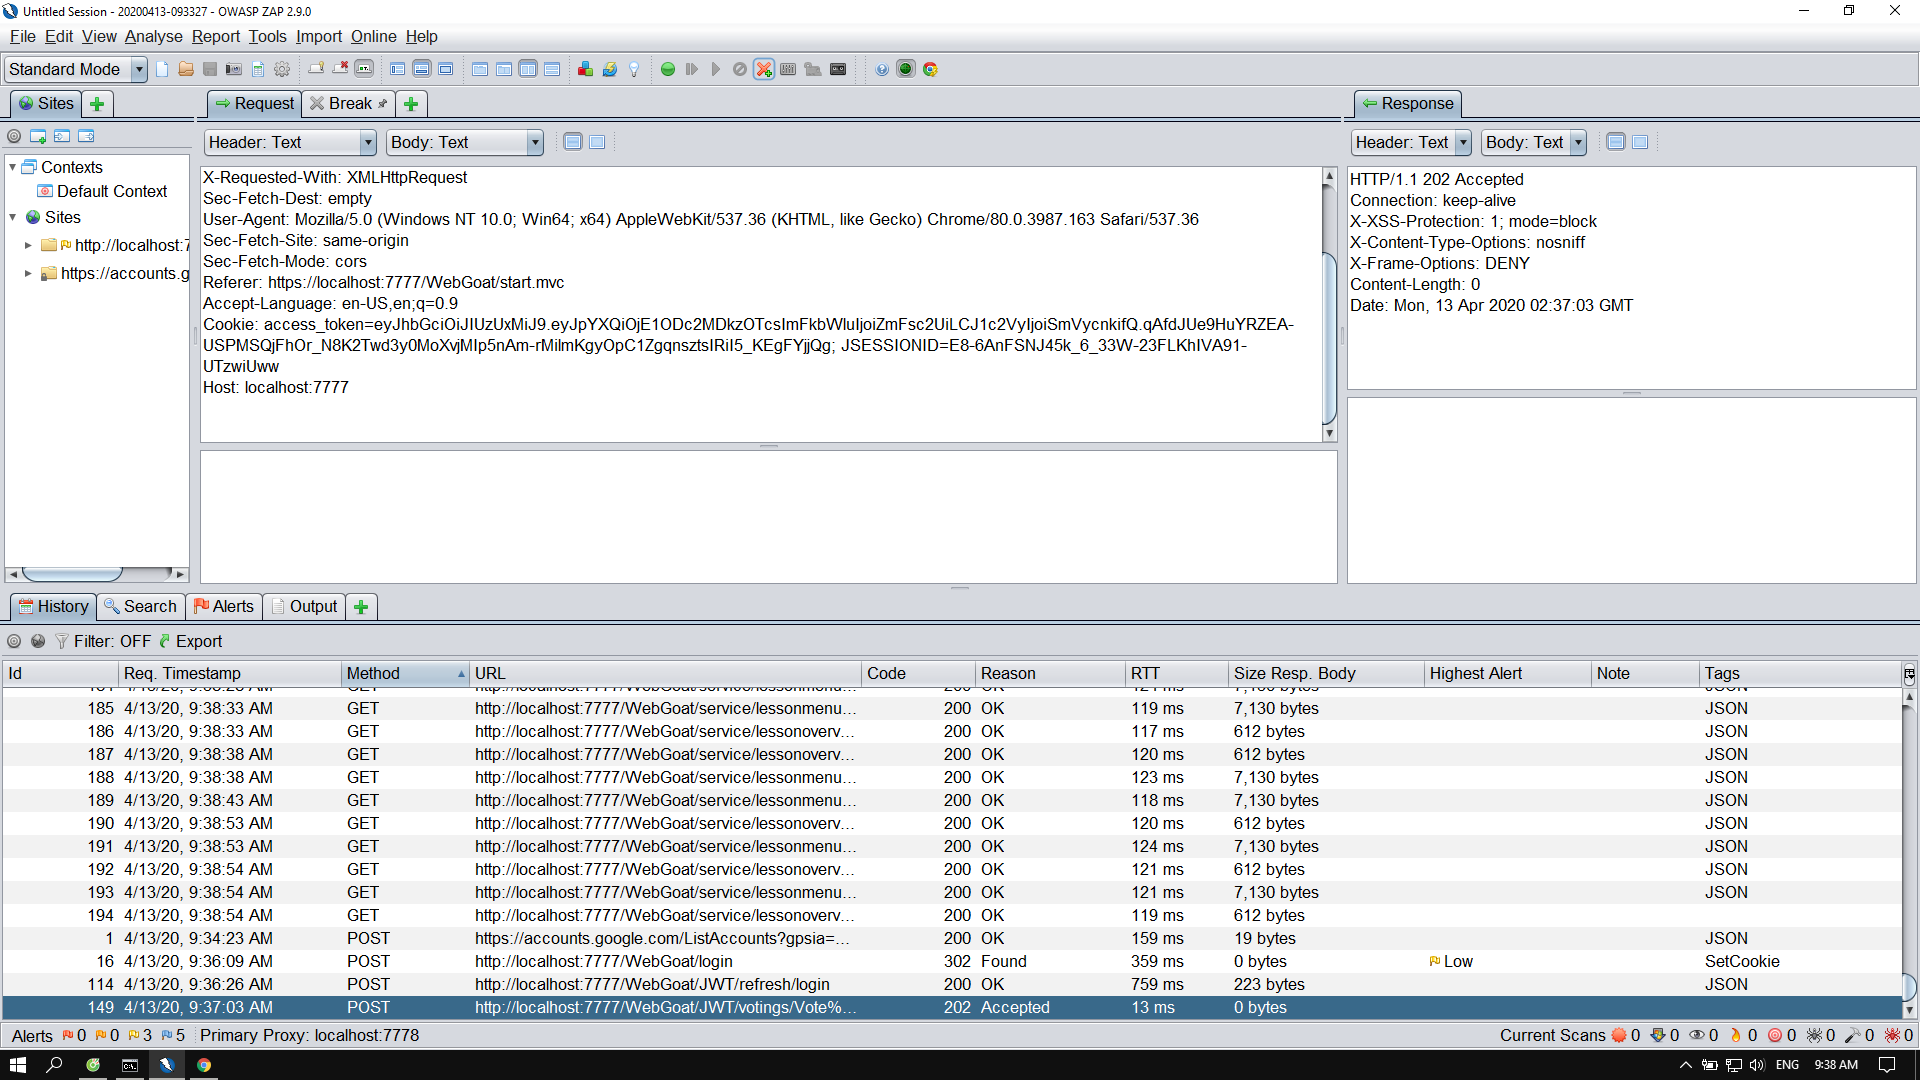 Untitled Session - 20200413-093327 - OWASP ZAP 2.9.0
File Edit View Analyse Report Tools Import Online Help
Standard Mode
Sites
Request
Break
Response
Header: Text
Body: Text
Header: Text
Body: Text
Contexts
Default Context
Sites
http://localhost:7
https://accounts.g
X-Requested-With: XMLHttpRequest
Sec-Fetch-Dest: empty
User-Agent: Mozilla/5.0 (Windows NT 10.0; Win64; x64) AppleWebKit/537.36 (KHTML, like Gecko) Chrome/80.0.3987.163 Safari/537.36
Sec-Fetch-Site: same-origin
Sec-Fetch-Mode: cors
Referer: https://localhost:7777/WebGoat/start.mvc
Accept-Language: en-US,en;q=0.9
Cookie: access_token=eyJhbGciOiJIUzUxMiJ9.eyJpYXQiOjE1ODc2MDkzOTcsImFkbWluIjoiZmFsc2UiLCJ1c2VyIjoiSmVycnkifQ.qAfdJUe9HuYRZEA-
USPMSQjFhOr_N8K2Twd3y0MoXvjMIp5nAm-rMilmKgyOpC1ZgqnsztsIRiI5_KEgFYjjQg; JSESSIONID=E8-6AnFSNJ45k_6_33W-23FLKhIVA91-
UTzwiUww
Host: localhost:7777
HTTP/1.1 202 Accepted
Connection: keep-alive
X-XSS-Protection: 1; mode=block
X-Content-Type-Options: nosniff
X-Frame-Options: DENY
Content-Length: 0
Date: Mon, 13 Apr 2020 02:37:03 GMT
History
Search
Alerts
Output
Filter: OFF
Export
Id Req. Timestamp Method URL Code Reason RTT Size Resp. Body Highest Alert Note Tags
185 4/13/20, 9:38:33 AM GET http://localhost:7777/WebGoat/service/lessonmenu... 200 OK 119 ms 7,130 bytes JSON
186 4/13/20, 9:38:33 AM GET http://localhost:7777/WebGoat/service/lessonoverv... 200 OK 117 ms 612 bytes JSON
187 4/13/20, 9:38:38 AM GET http://localhost:7777/WebGoat/service/lessonoverv... 200 OK 120 ms 612 bytes JSON
188 4/13/20, 9:38:38 AM GET http://localhost:7777/WebGoat/service/lessonmenu... 200 OK 123 ms 7,130 bytes JSON
189 4/13/20, 9:38:43 AM GET http://localhost:7777/WebGoat/service/lessonmenu... 200 OK 118 ms 7,130 bytes JSON
190 4/13/20, 9:38:53 AM GET http://localhost:7777/WebGoat/service/lessonoverv... 200 OK 120 ms 612 bytes JSON
191 4/13/20, 9:38:53 AM GET http://localhost:7777/WebGoat/service/lessonmenu... 200 OK 124 ms 7,130 bytes JSON
192 4/13/20, 9:38:54 AM GET http://localhost:7777/WebGoat/service/lessonoverv... 200 OK 121 ms 612 bytes JSON
193 4/13/20, 9:38:54 AM GET http://localhost:7777/WebGoat/service/lessonmenu... 200 OK 121 ms 7,130 bytes JSON
194 4/13/20, 9:38:54 AM GET http://localhost:7777/WebGoat/service/lessonoverv... 200 OK 119 ms 612 bytes
1 4/13/20, 9:34:23 AM POST https://accounts.google.com/ListAccounts?gpsia=... 200 OK 159 ms 19 bytes JSON
16 4/13/20, 9:36:09 AM POST http://localhost:7777/WebGoat/login 302 Found 359 ms 0 bytes Low SetCookie
114 4/13/20, 9:36:26 AM POST http://localhost:7777/WebGoat/JWT/refresh/login 200 OK 759 ms 223 bytes JSON
149 4/13/20, 9:37:03 AM POST http://localhost:7777/WebGoat/JWT/votings/Vote%... 202 Accepted 13 ms 0 bytes
Alerts 0 0 3 5 Primary Proxy: localhost:7778
Current Scans 0 0 0 0 0 0 0 0
ENG 9:38 AM